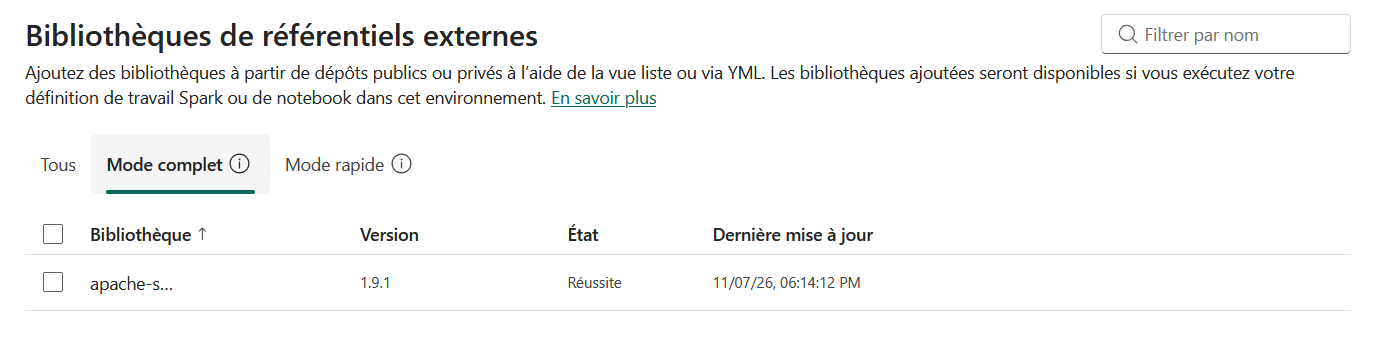 Bibliothèques de référentiels externes
Filtrer par nom
Ajoutez des bibliothèques à partir de dépôts publics ou privés à l’aide de la vue liste ou via YML. Les bibliothèques ajoutées seront disponibles si vous exécutez votre
définition de travail Spark ou de notebook dans cet environnement. En savoir plus
Tous Mode complet Mode rapide
Bibliothèque ↑ Version État Dernière mise à jour
apache-s... 1.9.1 Réussite 11/07/26, 06:14:12 PM